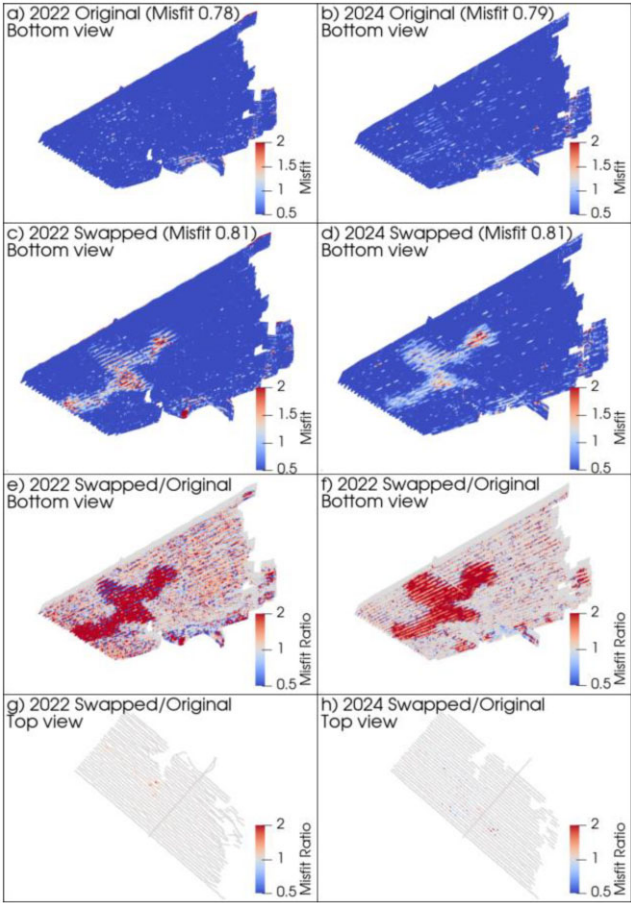 a) 2022 Original (Misfit 0.78)
Bottom view
2
1.5
1
0.5
Misfit
b) 2024 Original (Misfit 0.79)
Bottom view
2
1.5
1
0.5
Misfit
c) 2022 Swapped (Misfit 0.81)
Bottom view
2
1.5
1
0.5
Misfit
d) 2024 Swapped (Misfit 0.81)
Bottom view
2
1.5
1
0.5
Misfit
e) 2022 Swapped/Original
Bottom view
2
1
0.5
Misfit Ratio
f) 2022 Swapped/Original
Bottom view
2
1
0.5
Misfit Ratio
g) 2022 Swapped/Original
Top view
2
1
0.5
Misfit Ratio
h) 2024 Swapped/Original
Top view
2
1
0.5
Misfit Ratio